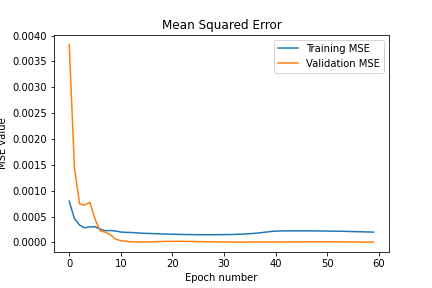 Mean Squared Error
0.0040
0.0035
0.0030
0.0025
0.0020
0.0015
0.0010
0.0005
0.0000
MSE value
Training MSE
Validation MSE
0 10 20 30 40 50 60
Epoch number